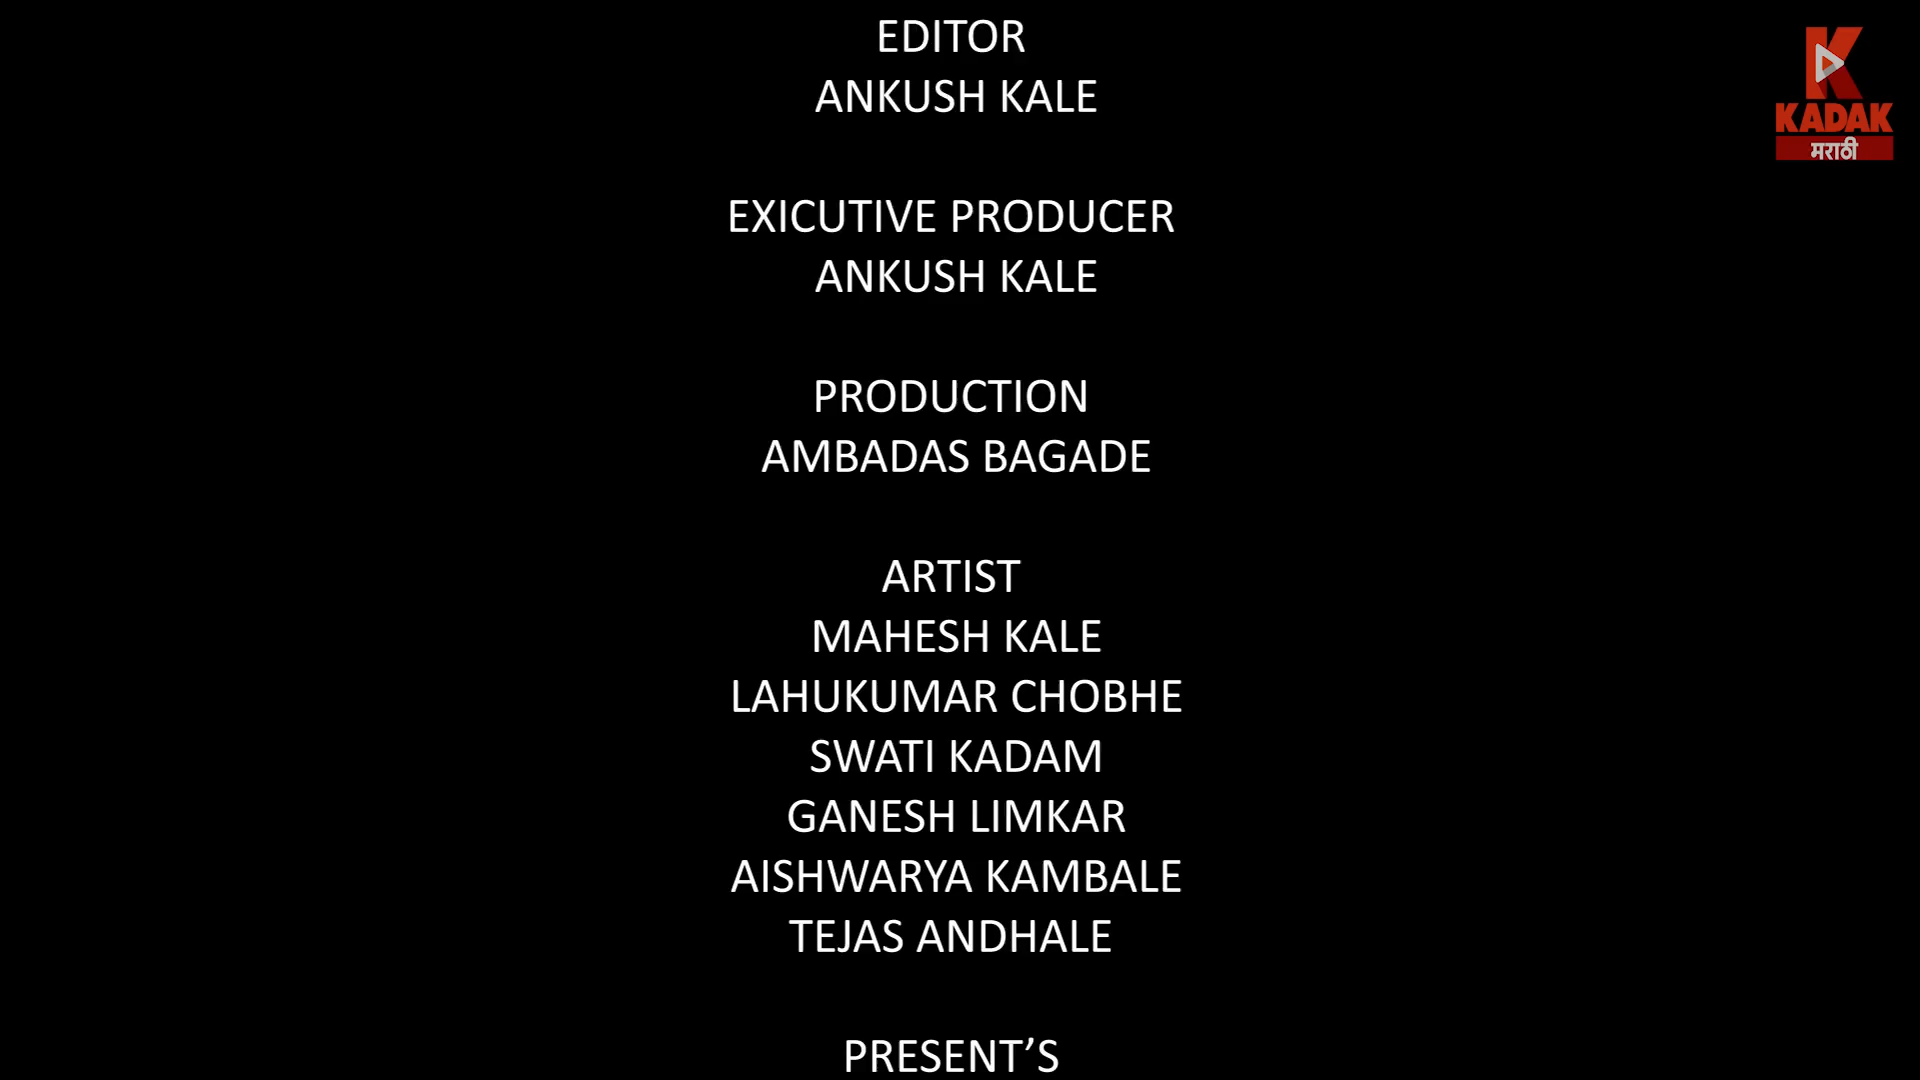 EDITOR
ANKUSH KALE
EXICUTIVE PRODUCER
ANKUSH KALE
PRODUCTION
AMBADAS BAGADE
ARTIST
MAHESH KALE
LAHUKUMAR CHOBHE
SWATI KADAM
GANESH LIMKAR
AISHWARYA KAMBALE
TEJAS ANDHALE
PRESENT’S
K
KADAK
मराठी